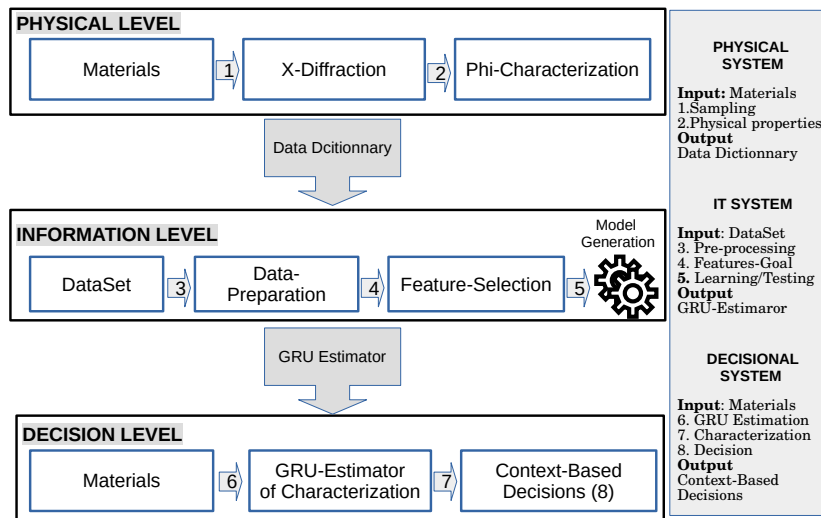 PHYSICAL LEVEL
Materials
1
X-Diffraction
2
Phi-Characterization
Data Dcitionnary
INFORMATION LEVEL
Model
Generation
DataSet
3
Data-
Preparation
4
Feature-Selection
5
GRU Estimator
DECISION LEVEL
Materials
6
GRU-Estimator
of Characterization
7
Context-Based
Decisions (8)
PHYSICAL
SYSTEM
Input: Materials
1.Sampling
2.Physical properties
Output
Data Dictionnary
IT SYSTEM
Input: DataSet
3. Pre-processing
4. Features-Goal
5. Learning/Testing
Output
GRU-Estimaror
DECISIONAL
SYSTEM
Input: Materials
6. GRU Estimation
7. Characterization
8. Decision
Output
Context-Based
Decisions